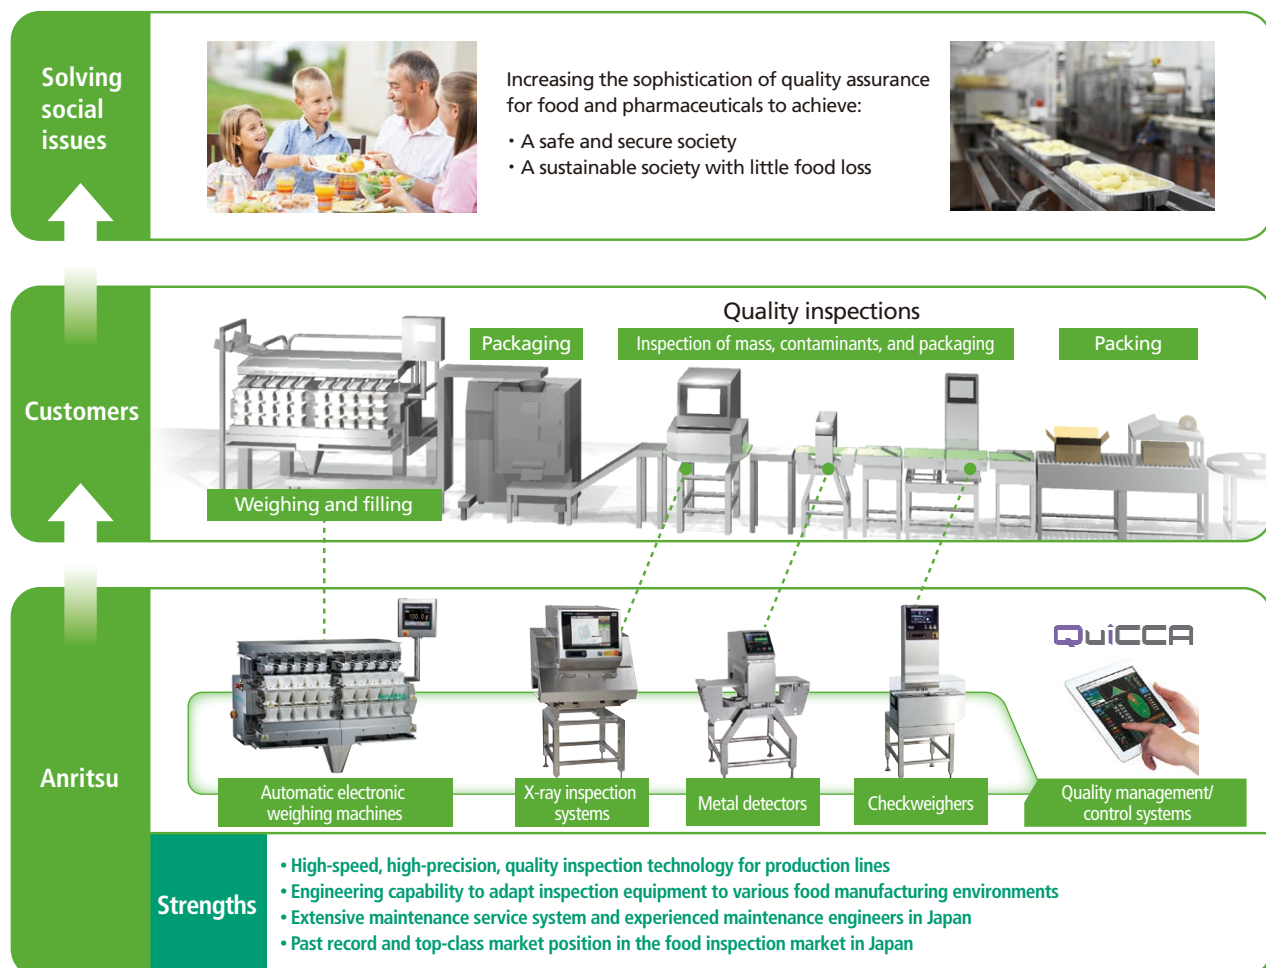 Solving
social
issues
Increasing the sophistication of quality assurance
for food and pharmaceuticals to achieve:
・A safe and secure society
・A sustainable society with little food loss
Customers
Quality inspections
Packaging
Inspection of mass, contaminants, and packaging
Packing
Weighing and filling
Anritsu
100.0g
QuiCCA
Automatic electronic
weighing machines
X-ray inspection
systems
Metal detectors
Checkweighers
Quality management/
control systems
Strengths
• High-speed, high-precision, quality inspection technology for production lines
• Engineering capability to adapt inspection equipment to various food manufacturing environments
• Extensive maintenance service system and experienced maintenance engineers in Japan
• Past record and top-class market position in the food inspection market in Japan